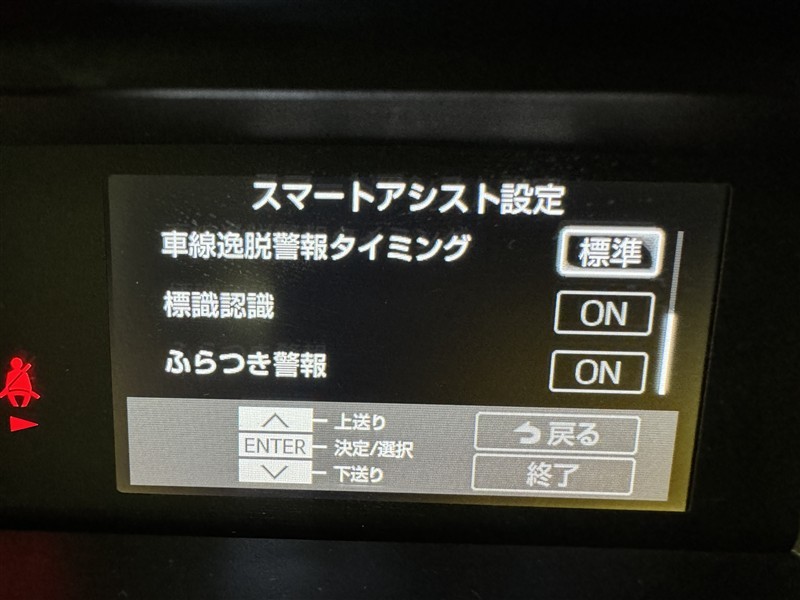 スマートアシスト設定
車線逸脱警報タイミング 標準
標識認識 ON
ふらつき警報 ON
上送り
ENTER 決定/選択
下送り
戻る
終了